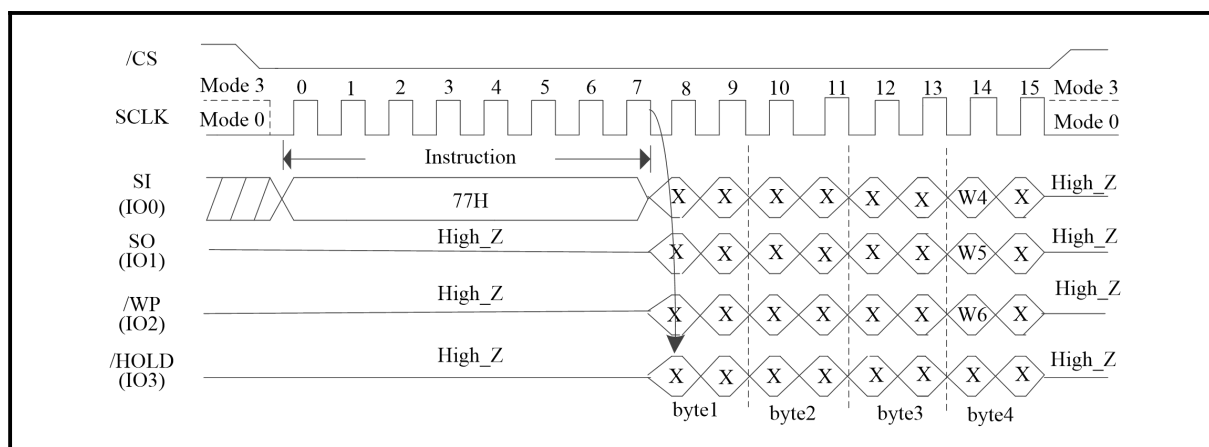 /CS
Mode 3 0 1 2 3 4 5 6 7 8 9 10 11 12 13 14 15 Mode 3
SCLK Mode 0 Mode 0
Instruction
SI
(IO0) 77H X X X X X X W4 X High_Z
SO
(IO1) High_Z X X X X X X W5 X High_Z
/WP
(IO2) High_Z X X X X X X W6 X High_Z
/HOLD
(IO3) High_Z X X X X X X X X High_Z
byte1 byte2 byte3 byte4